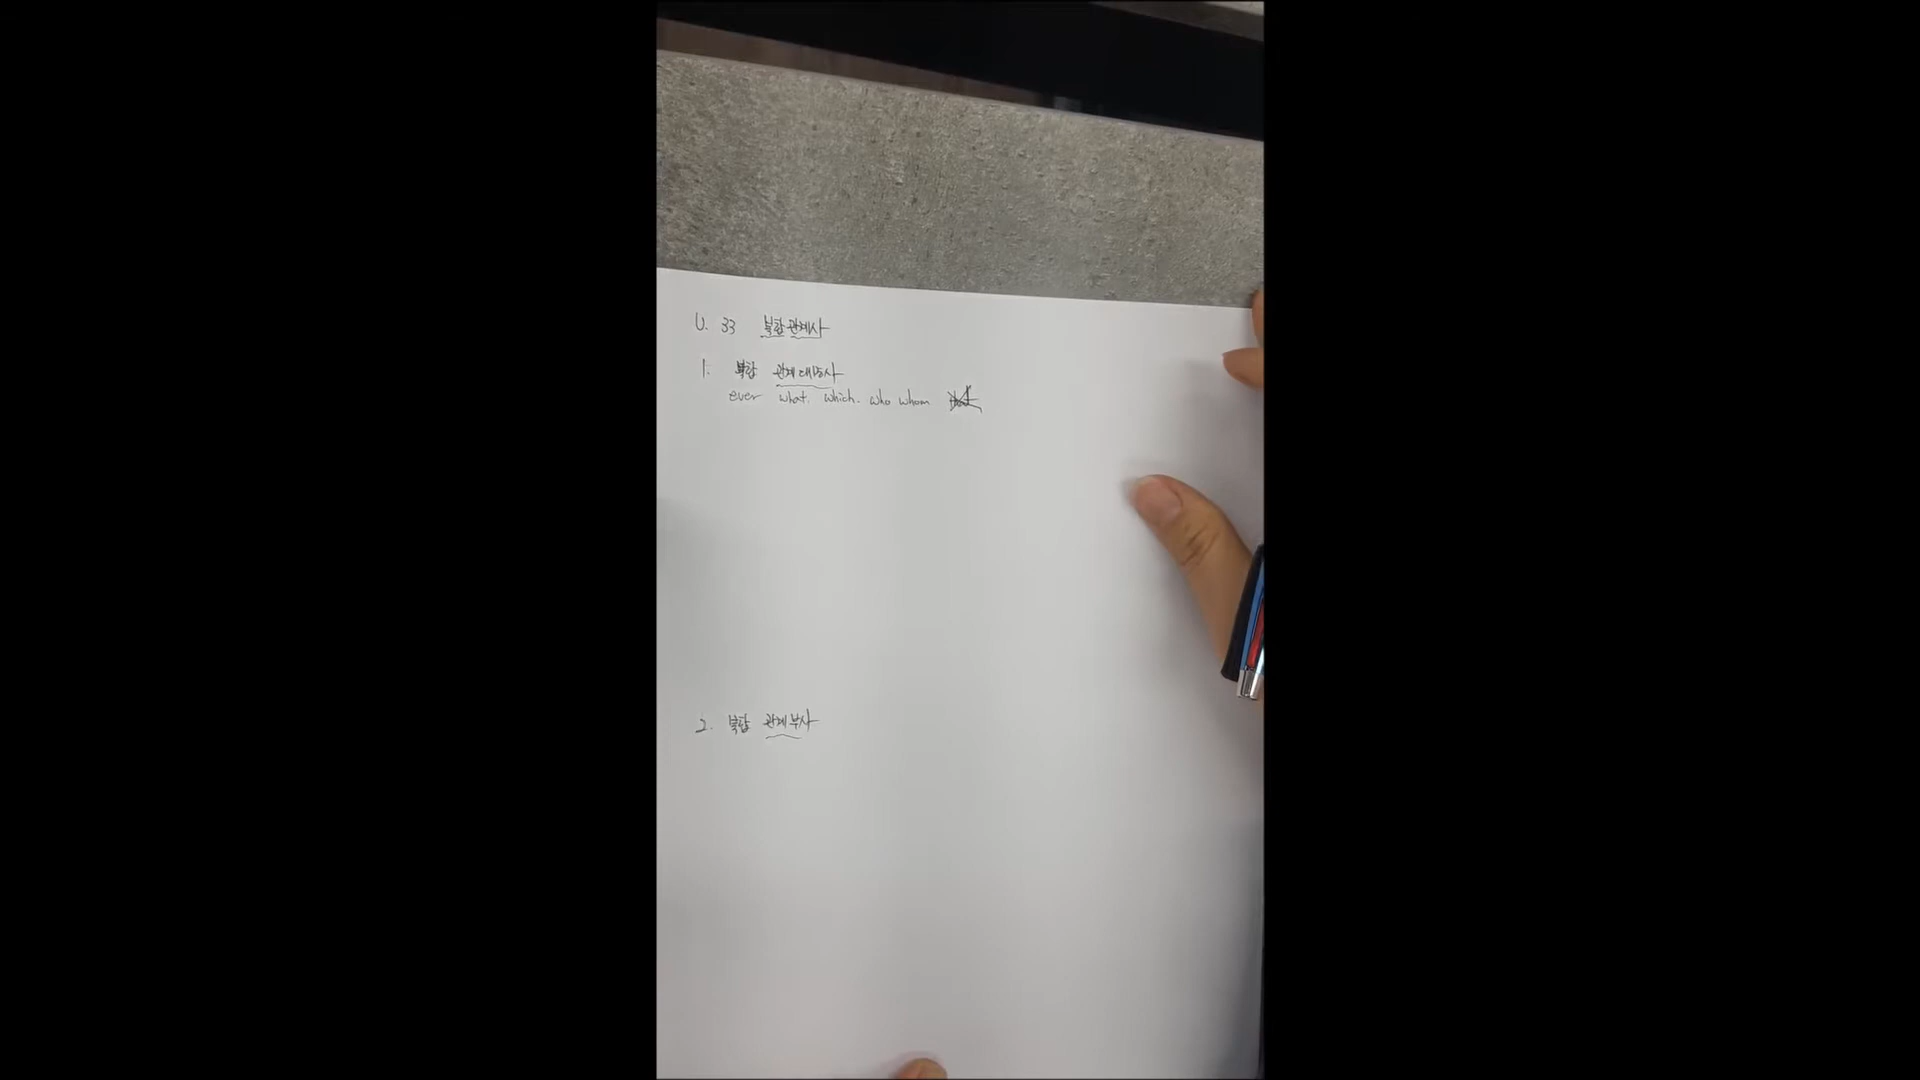 U. 33 복합관계사
1. 복합 관계대명사
ever what. which. who whom
2. 복합 관계부사